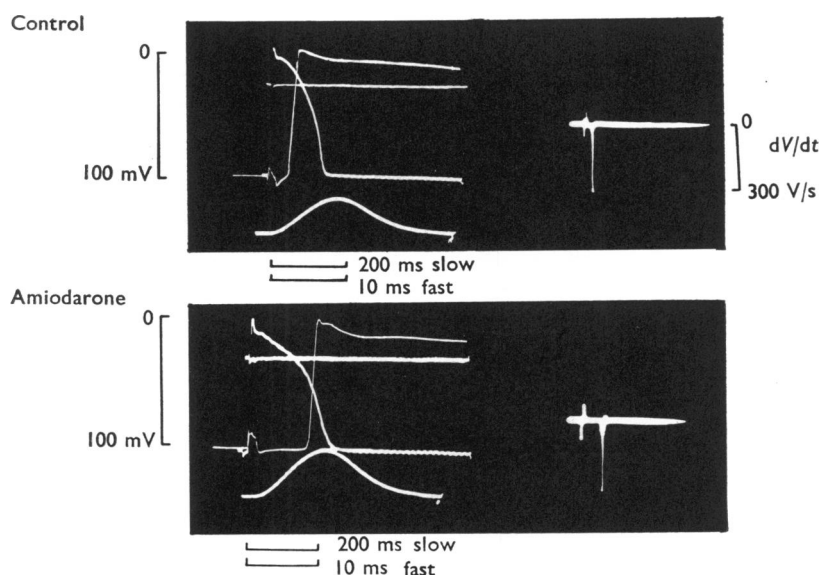 Control
0
100 mV
0
dV/dt
300 V/s
200 ms slow
10 ms fast
Amiodarone
0
100 mV
200 ms slow
10 ms fast